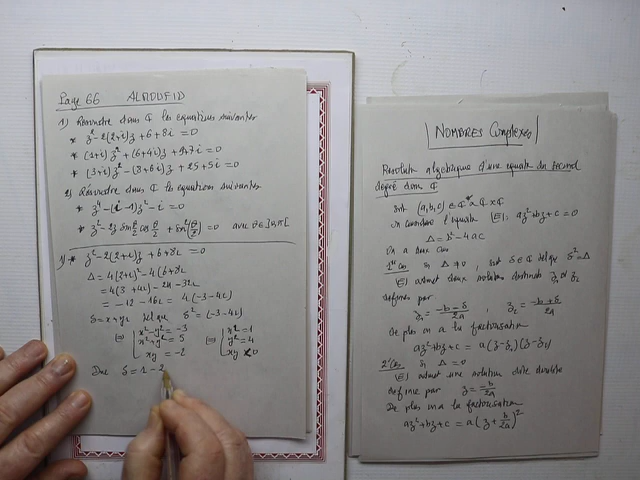 Page 66 ALMOUFID
1) Résoudre dans ℂ les équations suivantes
* z² - 2(2+i)z + 6 + 8i = 0
* (1+i)z² + (6+4i)z + 9+7i = 0
* (3+i)z² - (8+6i)z + 25+5i = 0
2) Résoudre dans ℂ les équations suivantes
* z⁴ - (i-1)z² - i = 0
* z² - 2z sin θ/2 cos θ/2 + sin²(θ/2) = 0 avec θ∈]0,π[
1) * z² - 2(2+i)z + 6+8i = 0
Δ = 4(2+i)² - 4(6+8i
= 4(3+4i) - 24 - 32i
= -12 - 16i = 4(-3-4i)
δ = x+yi tel que δ² = (-3-4i)
⟺ { x²-y² = -3 ⟺ { x² = 1
x²+y² = 5 y² = 4
xy = -2 xy < 0
Donc δ = 1 - 2
NOMBRES Complexes
Résolution algébrique d'une équation du second
degré dans ℂ
Soit (a,b,c) ∈ ℂ* × ℂ × ℂ
on considère l'équation (E): az²+bz+c = 0
Δ = b² - 4ac
On a deux cas
1er cas Si Δ ≠ 0, soit δ ∈ ℂ tel que δ² = Δ
(E) admet deux solutions distinctes z₁ et z₂
définies par
z₁ = (-b-δ)/2a , z₂ = (-b+δ)/2a
De plus on a la factorisation
az²+bz+c = a(z-z₁)(z-z₂)
2e cas Si Δ = 0
(E) admet une solution dite double
définie par z = -b/2a
De plus on a la factorisation
az²+bz+c = a(z + b/2a)²